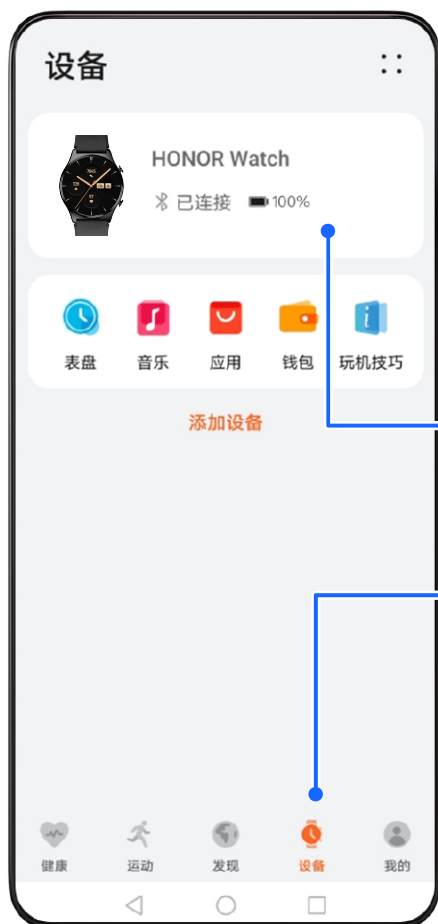 设备
HONOR Watch
已连接 100%
表盘 音乐 应用 钱包 玩机技巧
添加设备
健康 运动 发现 设备 我的